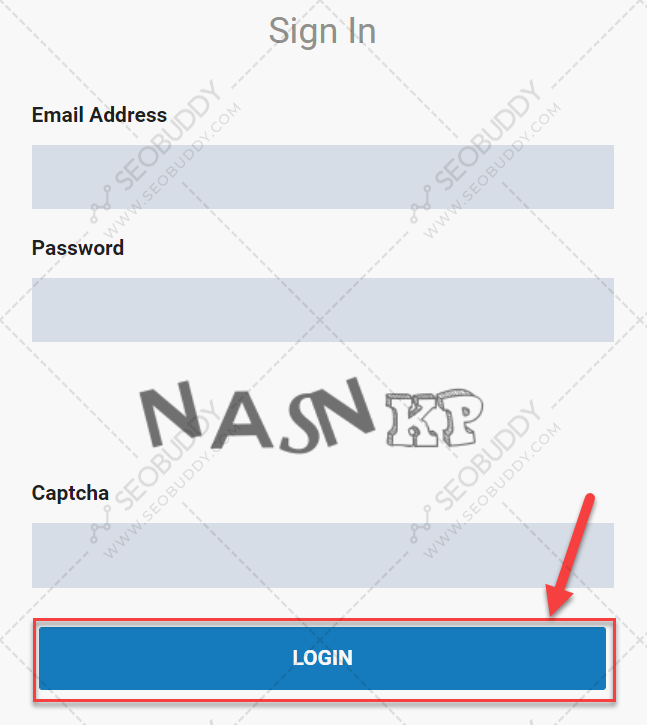 Sign In
Email Address
SEOBUDDY
WWW.SEOBUDDY.COM
SEOBUDDY
WWW.SEOBUDDY.COM
Password
NASNKP
Captcha
SEOBUDDY
WWW.SEOBUDDY.COM
SEOBUDDY
WWW.SEOBUDDY.COM
LOGIN